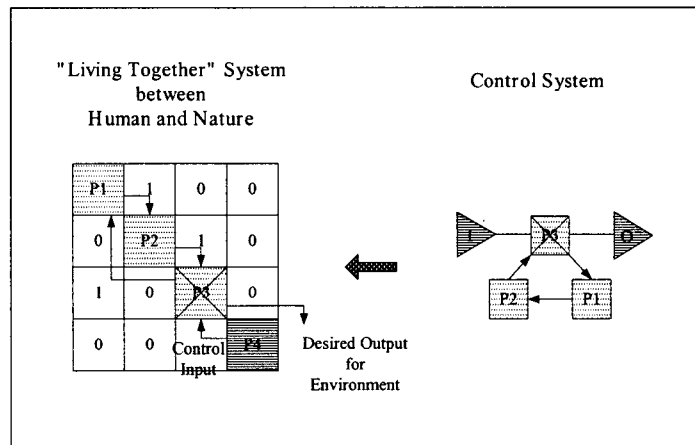 "Living Together" System
between
Human and Nature
Control System
P1 1 0 0
0 P2 1 0
1 0 P3 0
0 0 Control Input P4
Desired Output
for
Environment
I P3 O
P2 P1